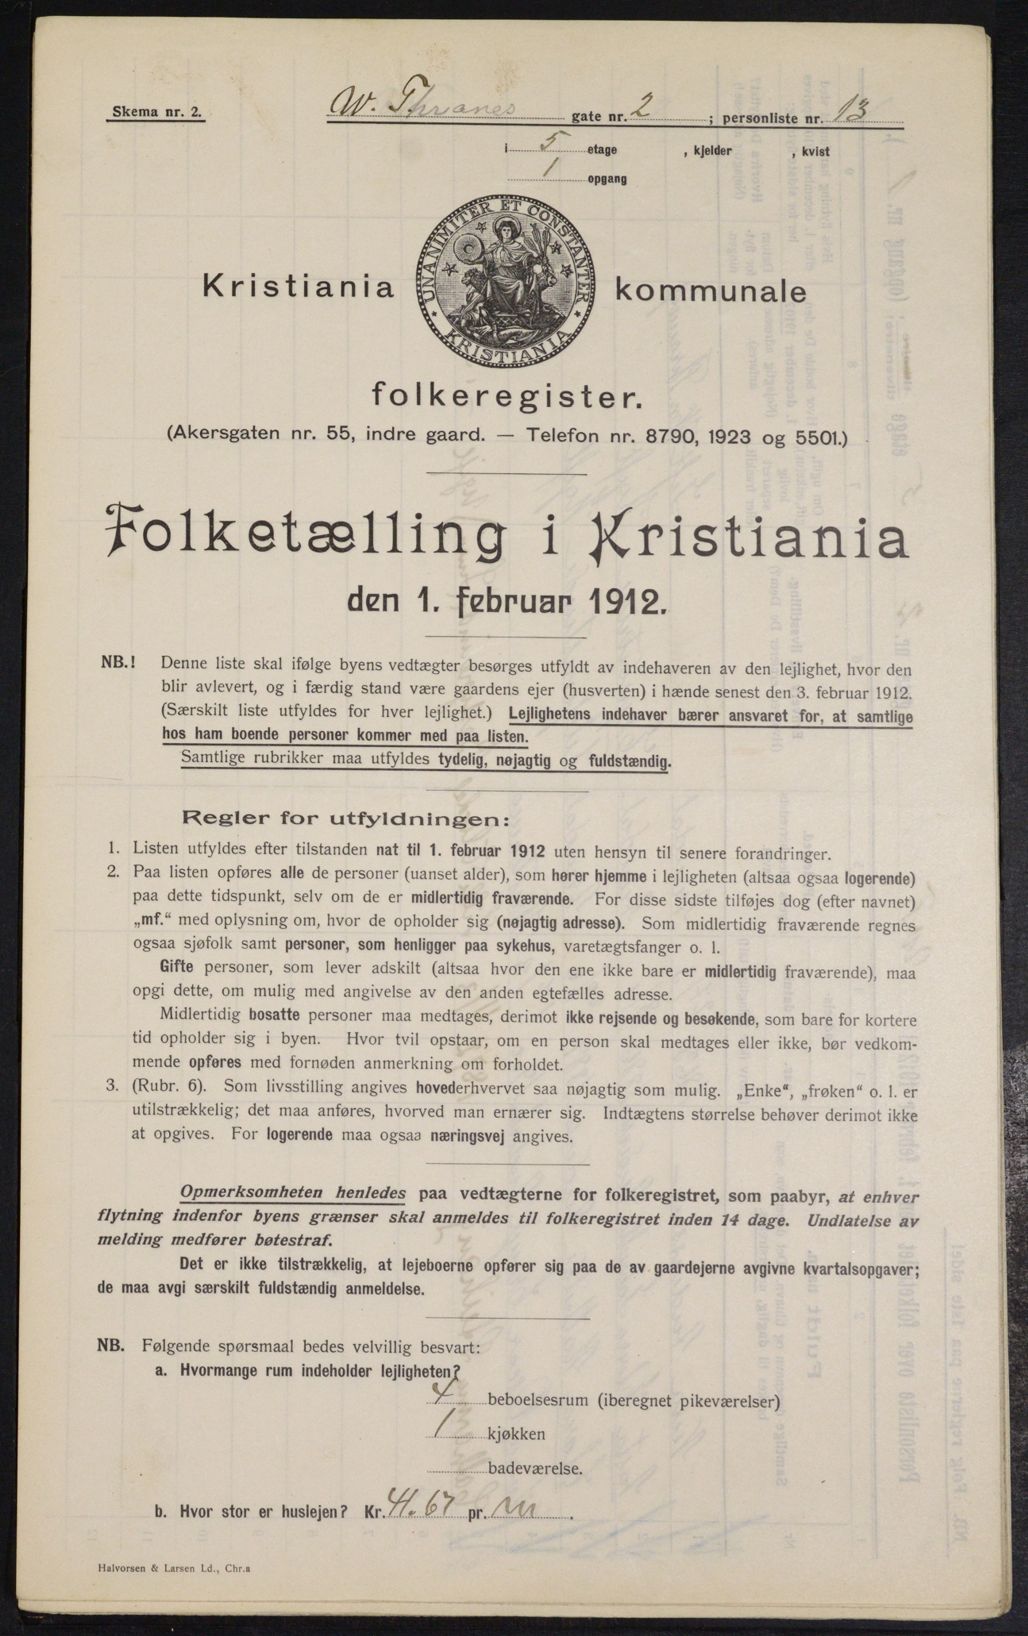 Skema nr. 2.
W. Thranes gate nr. 2 ; personliste nr. 13
i 5 etage , kjelder , kvist
1 opgang
UNANIMITER ET CONSTANTER
KRISTIANIA
Kristiania kommunale
folkeregister.
(Akersgaten nr. 55, indre gaard. — Telefon nr. 8790, 1923 og 5501.)
Folketælling i Kristiania
den 1. februar 1912.
NB.! Denne liste skal ifølge byens vedtægter besørges utfyldt av indehaveren av den lejlighet, hvor den
blir avlevert, og i færdig stand være gaardens ejer (husverten) i hænde senest den 3. februar 1912.
(Særskilt liste utfyldes for hver lejlighet.) Lejlighetens indehaver bærer ansvaret for, at samtlige
hos ham boende personer kommer med paa listen.
Samtlige rubrikker maa utfyldes tydelig, nøjagtig og fuldstændig.
Regler for utfyldningen:
1. Listen utfyldes efter tilstanden nat til 1. februar 1912 uten hensyn til senere forandringer.
2. Paa listen opføres alle de personer (uanset alder), som hører hjemme i lejligheten (altsaa ogsaa logerende)
paa dette tidspunkt, selv om de er midlertidig fraværende. For disse sidste tilføjes dog (efter navnet)
„mf.“ med oplysning om, hvor de opholder sig (nøjagtig adresse). Som midlertidig fraværende regnes
ogsaa sjøfolk samt personer, som henligger paa sykehus, varetægtsfanger o. l.
Gifte personer, som lever adskilt (altsaa hvor den ene ikke bare er midlertidig fraværende), maa
opgi dette, om mulig med angivelse av den anden egtefælles adresse.
Midlertidig bosatte personer maa medtages, derimot ikke rejsende og besøkende, som bare for kortere
tid opholder sig i byen. Hvor tvil opstaar, om en person skal medtages eller ikke, bør vedkom-
mende opføres med fornøden anmerkning om forholdet.
3. (Rubr. 6). Som livsstilling angives hovederhvervet saa nøjagtig som mulig. „Enke“, „frøken“ o. l. er
utilstrækkelig; det maa anføres, hvorved man ernærer sig. Indtægtens størrelse behøver derimot ikke
at opgives. For logerende maa ogsaa næringsvej angives.
Opmerksomheten henledes paa vedtægterne for folkeregistret, som paabyr, at enhver
flytning indenfor byens grænser skal anmeldes til folkeregistret inden 14 dage. Undlatelse av
melding medfører bøtestraf.
Det er ikke tilstrækkelig, at lejeboerne opfører sig paa de av gaardejerne avgivne kvartalsopgaver;
de maa avgi særskilt fuldstændig anmeldelse.
NB. Følgende spørsmaal bedes velvillig besvart:
a. Hvormange rum indeholder lejligheten?
4 beboelsesrum (iberegnet pikeværelser)
1 kjøkken
badeværelse.
b. Hvor stor er huslejen? Kr. 41.67 pr. m.
Halvorsen & Larsen Ld., Chr.a